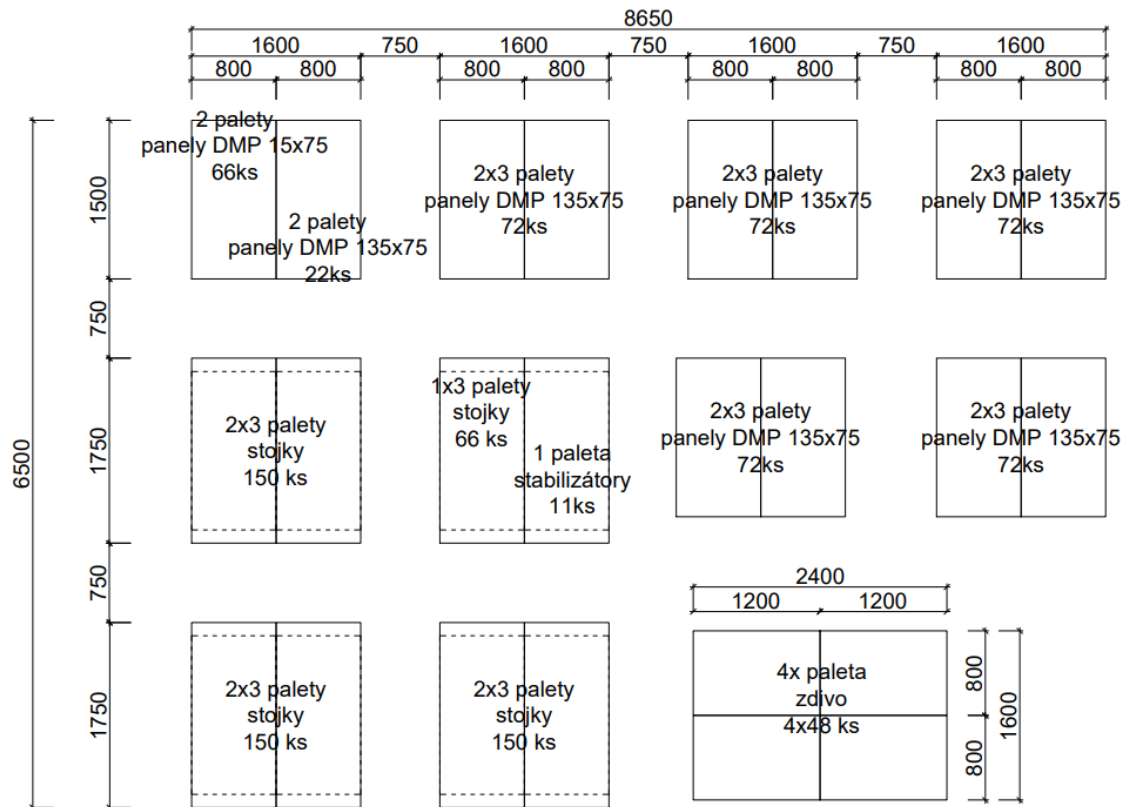 8650
1600 750 1600 750 1600 750 1600
800 800 800 800 800 800 800 800
2 palety
panely DMP 15x75
66ks
2 palety
panely DMP 135x75
22ks
2x3 palety
panely DMP 135x75
72ks
2x3 palety
panely DMP 135x75
72ks
2x3 palety
panely DMP 135x75
72ks
6500
1500
750
1750
750
1750
2x3 palety
stojky
150 ks
1x3 palety
stojky
66 ks
1 paleta
stabilizátory
11ks
2x3 palety
panely DMP 135x75
72ks
2x3 palety
panely DMP 135x75
72ks
2x3 palety
stojky
150 ks
2x3 palety
stojky
150 ks
2400
1200 1200
4x paleta
zdivo
4x48 ks
800
800
1600